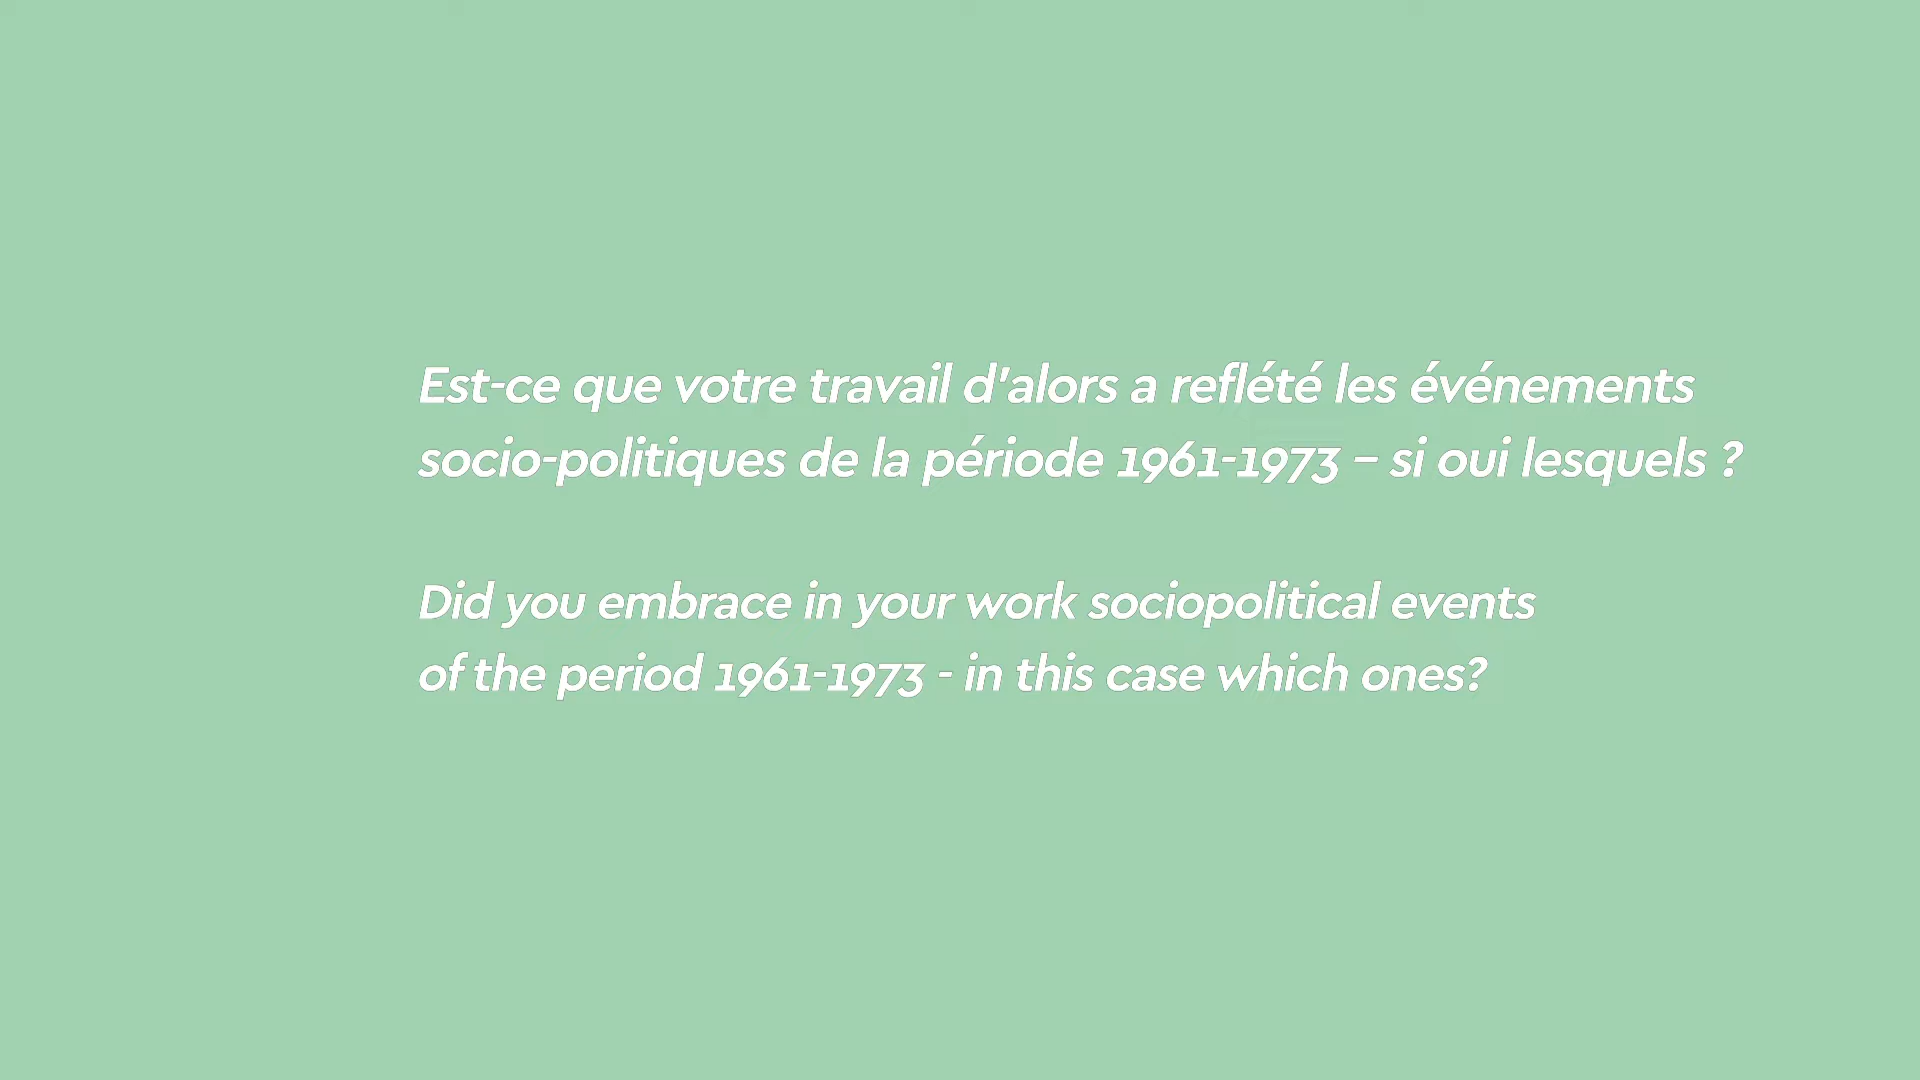 Est-ce que votre travail d'alors a reflété les événements
socio-politiques de la période 1961-1973 – si oui lesquels ?
Did you embrace in your work sociopolitical events
of the period 1961-1973 - in this case which ones?